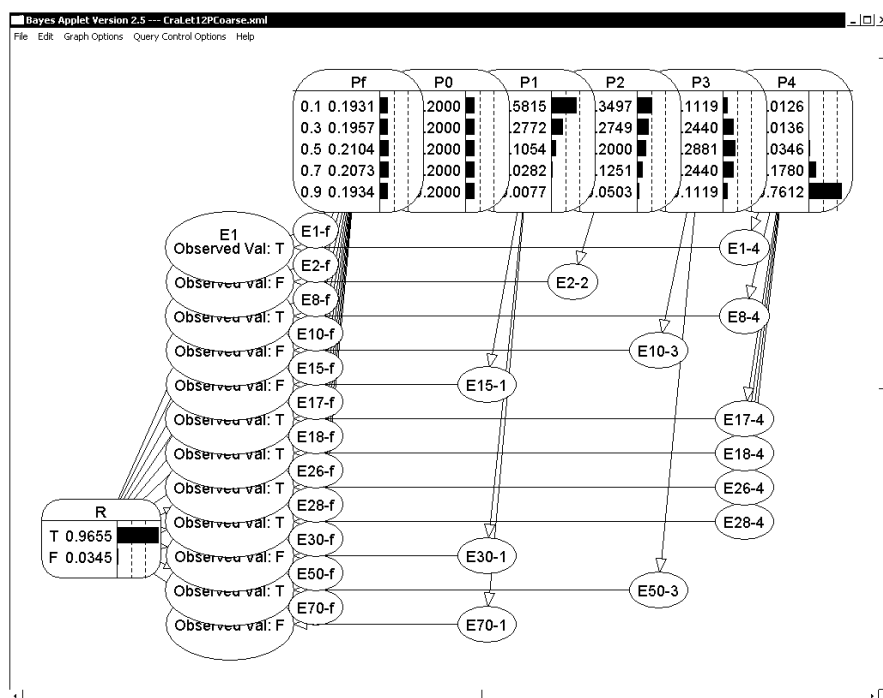 Bayes Applet Version 2.5 --- CraLet12PCoarse.xml
File Edit Graph Options Query Control Options Help
Pf P0 P1 P2 P3 P4
0.1 0.1931 .2000 .5815 .3497 .1119 .0126
0.3 0.1957 .2000 .2772 .2749 .2440 .0136
0.5 0.2104 .2000 .1054 .2000 .2881 .0346
0.7 0.2073 .2000 .0282 .1251 .2440 .1780
0.9 0.1934 .2000 .0077 .0503 .1119 .7612
E1
Observed Val: T E1-f E1-4
Observed Val: F E2-f E2-2
Observed Val: T E8-f E8-4
Observed Val: F E10-f E10-3
Observed Val: F E15-f E15-1
Observed Val: T E17-f E17-4
Observed Val: T E18-f E18-4
Observed Val: T E26-f E26-4
Observed Val: T E28-f E28-4
R
T 0.9655
F 0.0345
Observed Val: F E30-f E30-1
Observed Val: T E50-f E50-3
Observed Val: F E70-f E70-1